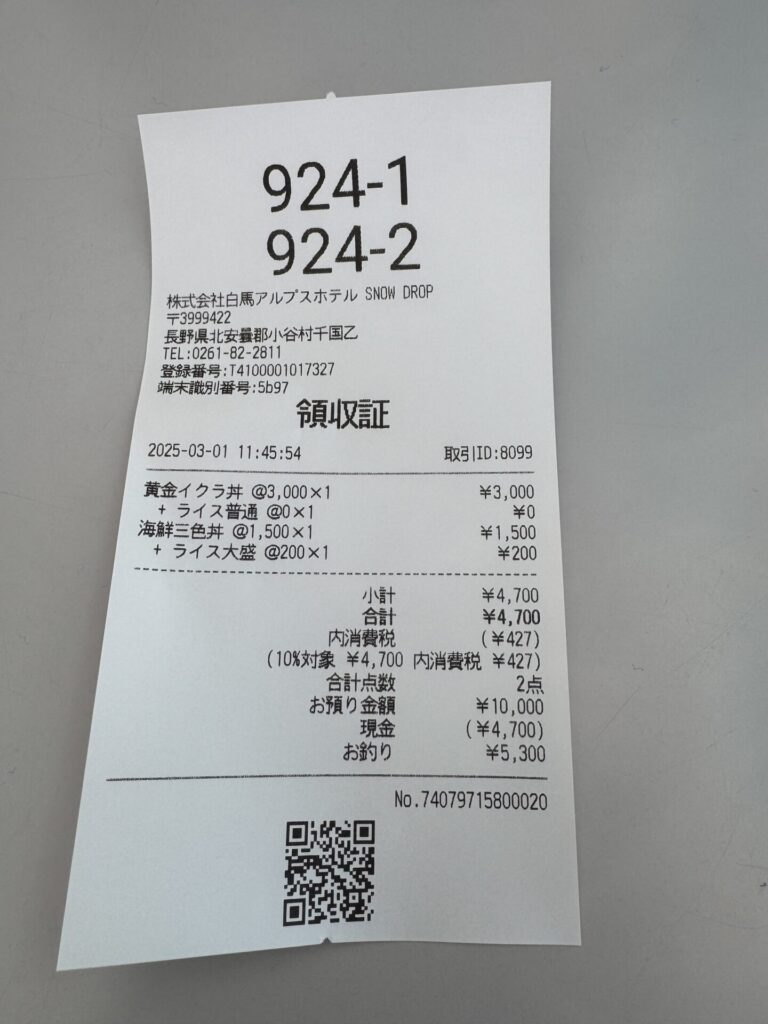 924-1
924-2
株式会社白馬アルプスホテル SNOW DROP
〒3999422
長野県北安曇郡小谷村千国乙
TEL:0261-82-2811
登録番号:T4100001017327
端末識別番号:5b97
領収証
2025-03-01 11:45:54 取引ID:8099
黄金イクラ丼 @3,000×1 ¥3,000
+ ライス普通 @0×1 ¥0
海鮮三色丼 @1,500×1 ¥1,500
+ ライス大盛 @200×1 ¥200
小計 ¥4,700
合計 ¥4,700
内消費税 (¥427)
(10%対象 ¥4,700 内消費税 ¥427)
合計点数 2点
お預り金額 ¥10,000
現金 (¥4,700)
お釣り ¥5,300
No.74079715800020